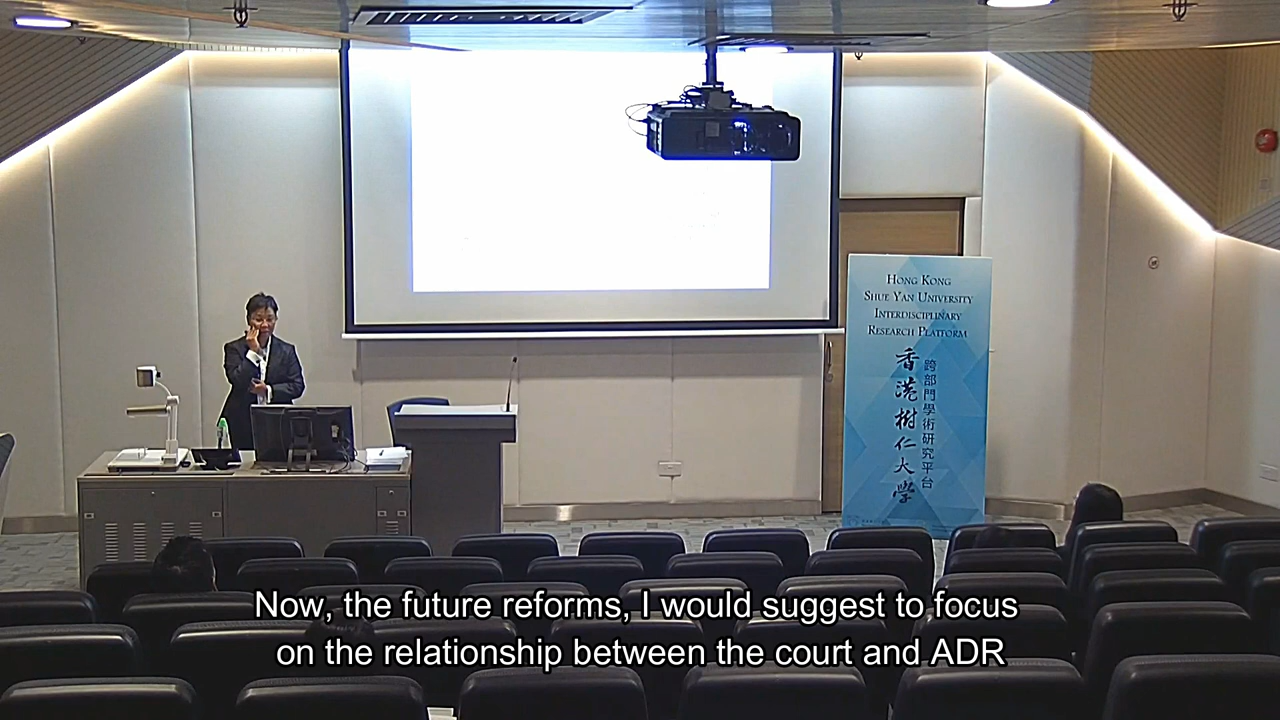 HONG KONG
SHUE YAN UNIVERSITY
INTERDISCIPLINARY
RESEARCH PLATFORM
香港樹仁大學
跨部門學術研究平台
Now, the future reforms, I would suggest to focus
on the relationship between the court and ADR